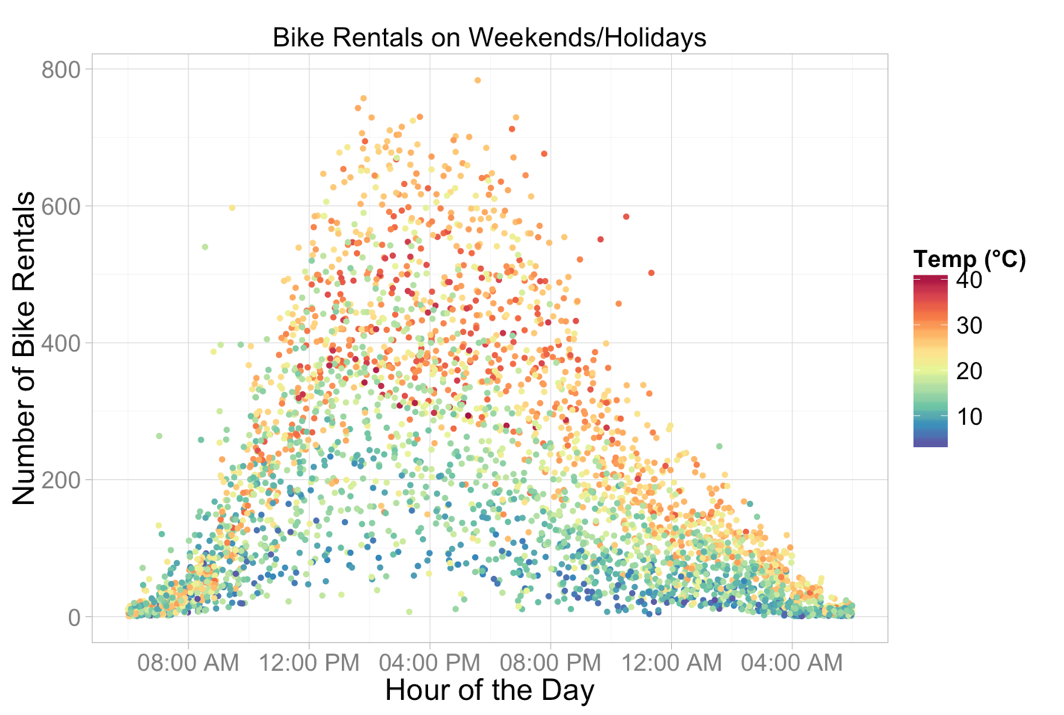 Bike Rentals on Weekends/Holidays
Number of Bike Rentals
800
600
400
200
0
08:00 AM 12:00 PM 04:00 PM 08:00 PM 12:00 AM 04:00 AM
Hour of the Day
Temp (°C)
40
30
20
10